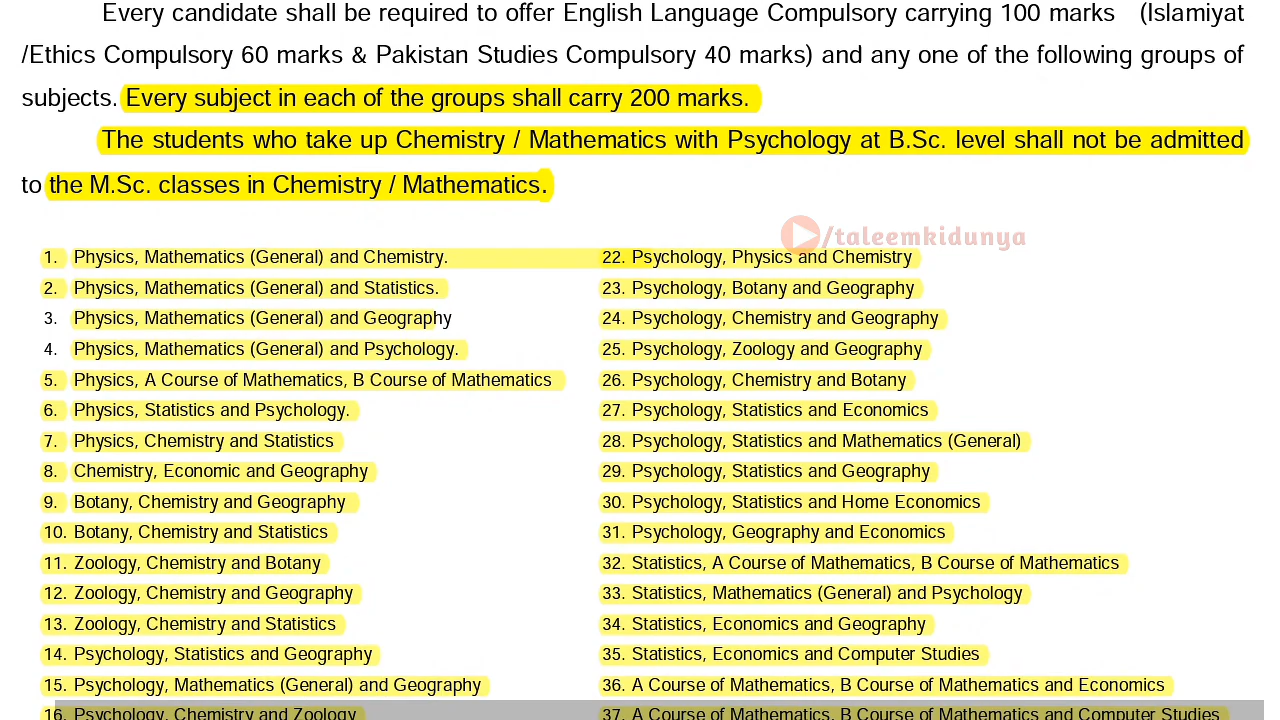 Every candidate shall be required to offer English Language Compulsory carrying 100 marks (Islamiyat
/Ethics Compulsory 60 marks & Pakistan Studies Compulsory 40 marks) and any one of the following groups of
subjects. Every subject in each of the groups shall carry 200 marks.
The students who take up Chemistry / Mathematics with Psychology at B.Sc. level shall not be admitted
to the M.Sc. classes in Chemistry / Mathematics.
/taleemkidunya
1. Physics, Mathematics (General) and Chemistry.
2. Physics, Mathematics (General) and Statistics.
3. Physics, Mathematics (General) and Geography
4. Physics, Mathematics (General) and Psychology.
5. Physics, A Course of Mathematics, B Course of Mathematics
6. Physics, Statistics and Psychology.
7. Physics, Chemistry and Statistics
8. Chemistry, Economic and Geography
9. Botany, Chemistry and Geography
10. Botany, Chemistry and Statistics
11. Zoology, Chemistry and Botany
12. Zoology, Chemistry and Geography
13. Zoology, Chemistry and Statistics
14. Psychology, Statistics and Geography
15. Psychology, Mathematics (General) and Geography
16. Psychology, Chemistry and Zoology
22. Psychology, Physics and Chemistry
23. Psychology, Botany and Geography
24. Psychology, Chemistry and Geography
25. Psychology, Zoology and Geography
26. Psychology, Chemistry and Botany
27. Psychology, Statistics and Economics
28. Psychology, Statistics and Mathematics (General)
29. Psychology, Statistics and Geography
30. Psychology, Statistics and Home Economics
31. Psychology, Geography and Economics
32. Statistics, A Course of Mathematics, B Course of Mathematics
33. Statistics, Mathematics (General) and Psychology
34. Statistics, Economics and Geography
35. Statistics, Economics and Computer Studies
36. A Course of Mathematics, B Course of Mathematics and Economics
37. A Course of Mathematics, B Course of Mathematics and Computer Studies